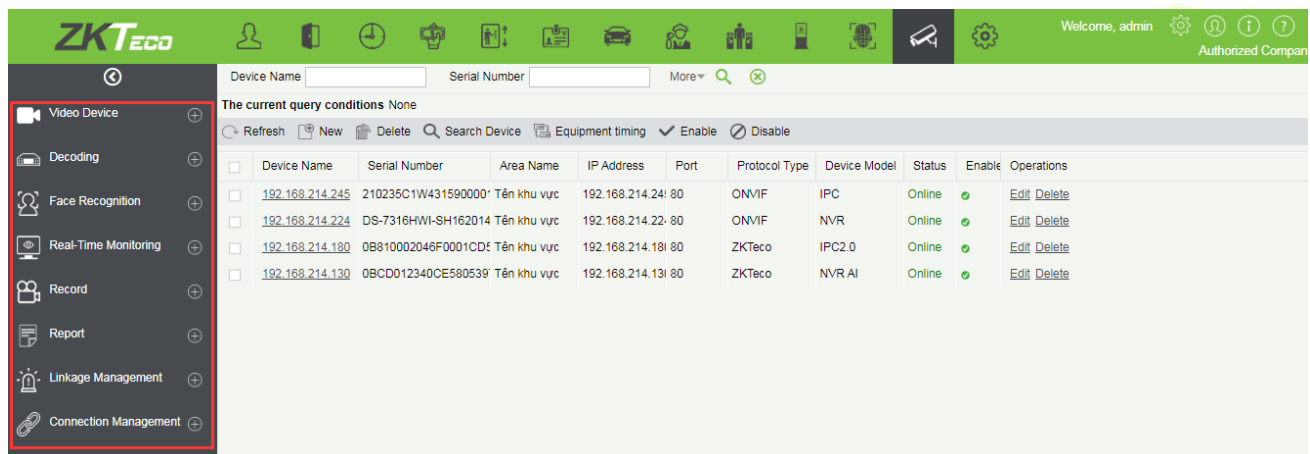 ZKTECO
Welcome, admin
Authorized Compan
Device Name Serial Number More
The current query conditions None
Refresh New Delete Search Device Equipment timing Enable Disable
Device Name Serial Number Area Name IP Address Port Protocol Type Device Model Status Enable Operations
192.168.214.245 210235C1W431590000 Tên khu vực 192.168.214.24 80 ONVIF IPC Online Edit Delete
192.168.214.224 DS-7316HWI-SH162014 Tên khu vực 192.168.214.22 80 ONVIF NVR Online Edit Delete
192.168.214.180 0B810002046F0001CD Tên khu vực 192.168.214.18 80 ZKTeco IPC2.0 Online Edit Delete
192.168.214.130 0BCD012340CE580539 Tên khu vực 192.168.214.13 80 ZKTeco NVR AI Online Edit Delete
Video Device
Decoding
Face Recognition
Real-Time Monitoring
Record
Report
Linkage Management
Connection Management